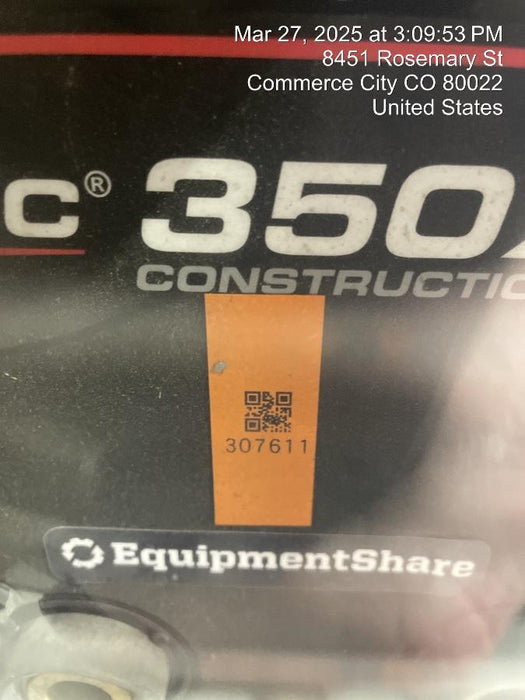 Mar 27, 2025 at 3:09:53 PM
8451 Rosemary St
Commerce City CO 80022
United States
C® 350
CONSTRUCTIO
307611
EquipmentShare